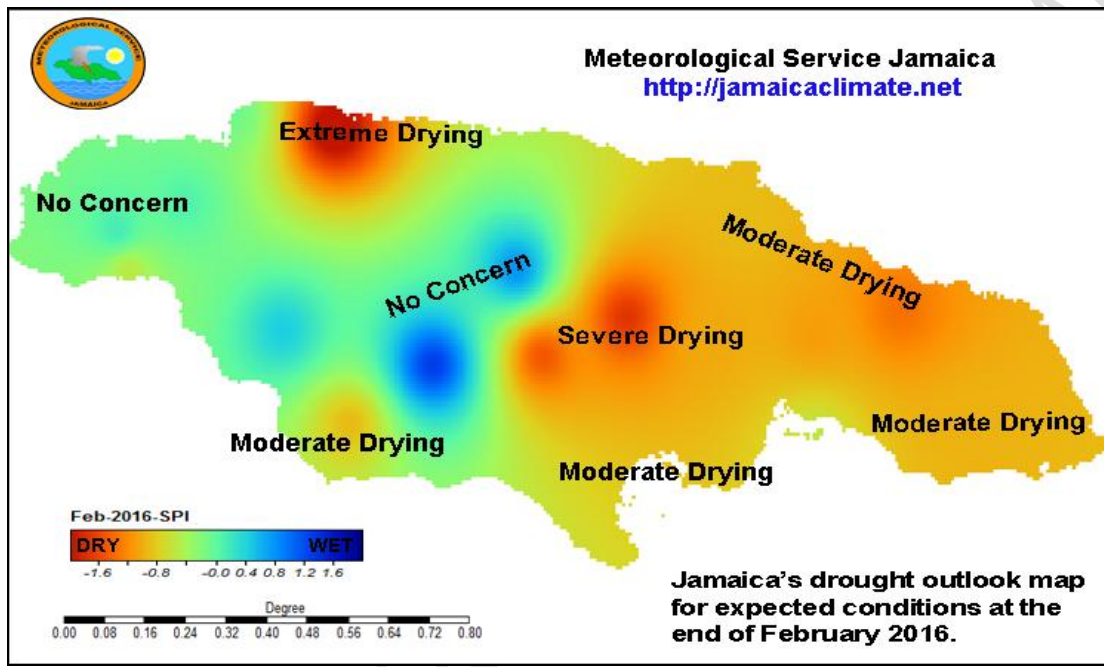 METEOROLOGICAL SERVICE
JAMAICA
Meteorological Service Jamaica
http://jamaicaclimate.net
Extreme Drying
No Concern
Moderate Drying
No Concern
Severe Drying
Moderate Drying
Moderate Drying
Moderate Drying
Feb-2016-SPI
DRY WET
-1.6 -0.8 -0.0 0.4 0.8 1.2 1.6
Degree
0.00 0.08 0.16 0.24 0.32 0.40 0.48 0.56 0.64 0.72 0.80
Jamaica's drought outlook map
for expected conditions at the
end of February 2016.